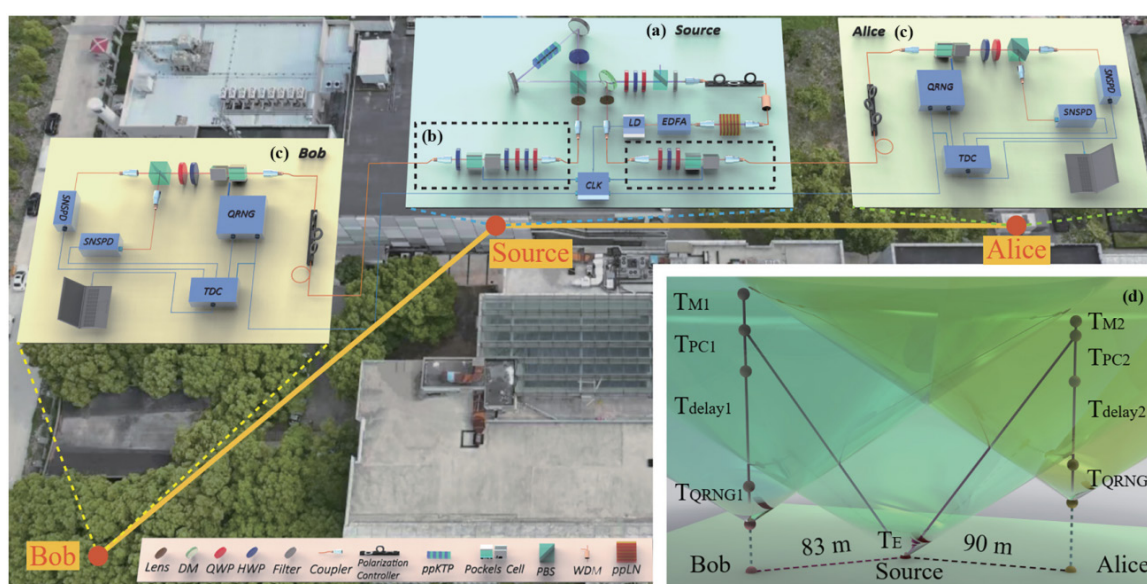 (a) Source
LD
EDFA
CLK
(b)
Alice (c)
QRNG
SNSPD
SNSPD
TDC
(c) Bob
SNSPD
SNSPD
QRNG
TDC
Source
Alice
Bob
Lens DM QWP HWP Filter Coupler Polarization Controller ppKTP Pockels Cell PBS WDM ppLN
(d)
TM1
TPC1
Tdelay1
TQRNG1
TM2
TPC2
Tdelay2
TQRNG
TE
Bob 83 m Source 90 m Alice